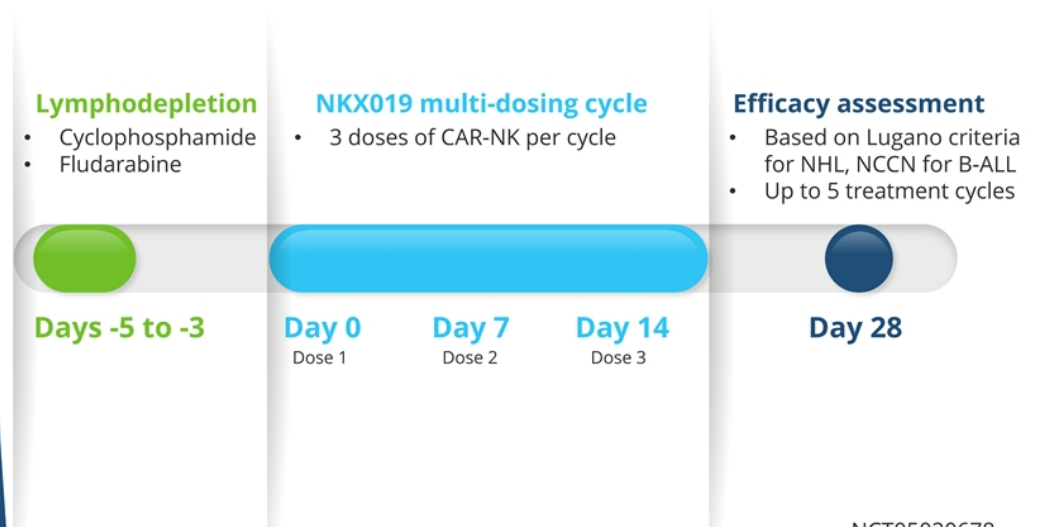 Lymphodepletion
• Cyclophosphamide
• Fludarabine
NKX019 multi-dosing cycle
• 3 doses of CAR-NK per cycle
Efficacy assessment
• Based on Lugano criteria
for NHL, NCCN for B-ALL
• Up to 5 treatment cycles
Days -5 to -3
Day 0
Dose 1
Day 7
Dose 2
Day 14
Dose 3
Day 28